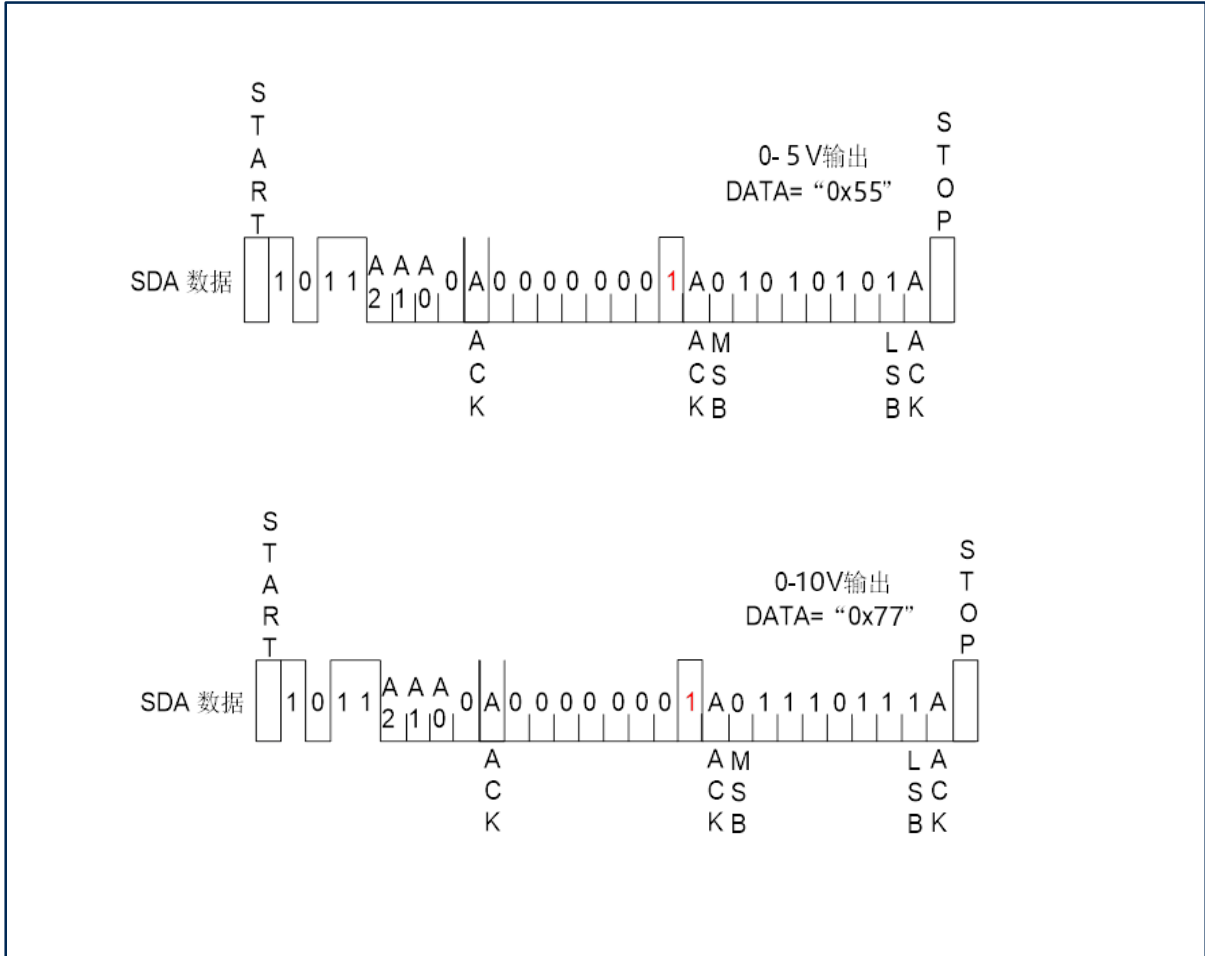 START
STOP
0- 5 V输出
DATA= “0x55”
SDA 数据 1 0 1 1 A2 A1 A0 0 A 0 0 0 0 0 0 0 1 A 0 1 0 1 0 1 0 1 A
ACK
ACK
MSB
LSB
ACK
START
STOP
0-10V输出
DATA= “0x77”
SDA 数据 1 0 1 1 A2 A1 A0 0 A 0 0 0 0 0 0 0 1 A 0 1 1 1 0 1 1 1 A
ACK
ACK
MSB
LSB
ACK